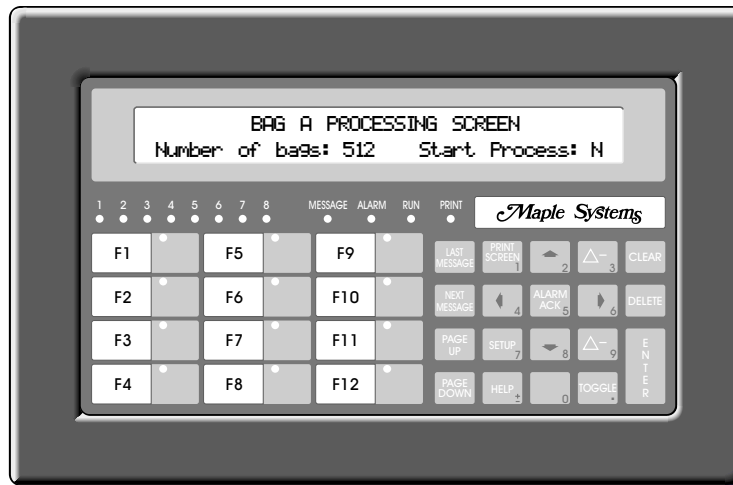 BAG A PROCESSING SCREEN
Number of bags: 512 Start Process: N
1 2 3 4 5 6 7 8 MESSAGE ALARM RUN PRINT
Maple Systems
F1 F5 F9
LAST MESSAGE PRINT SCREEN 1 2 △- 3 CLEAR
F2 F6 F10
NEXT MESSAGE 4 ALARM ACK 5 6 DELETE
F3 F7 F11
PAGE UP SETUP 7 8 △- 9 ENTER
F4 F8 F12
PAGE DOWN HELP ± 0 TOGGLE .